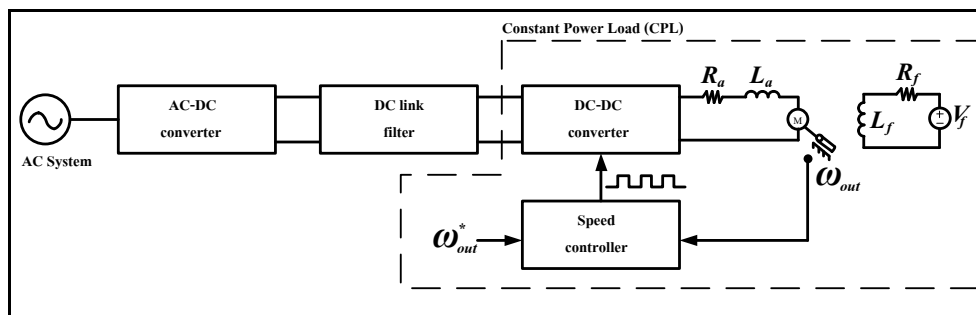 Constant Power Load (CPL)
AC System
AC-DC
converter
DC link
filter
DC-DC
converter
R_a
L_a
M
R_f
L_f
+
−
V_f
ω_out
ω*_out
Speed
controller